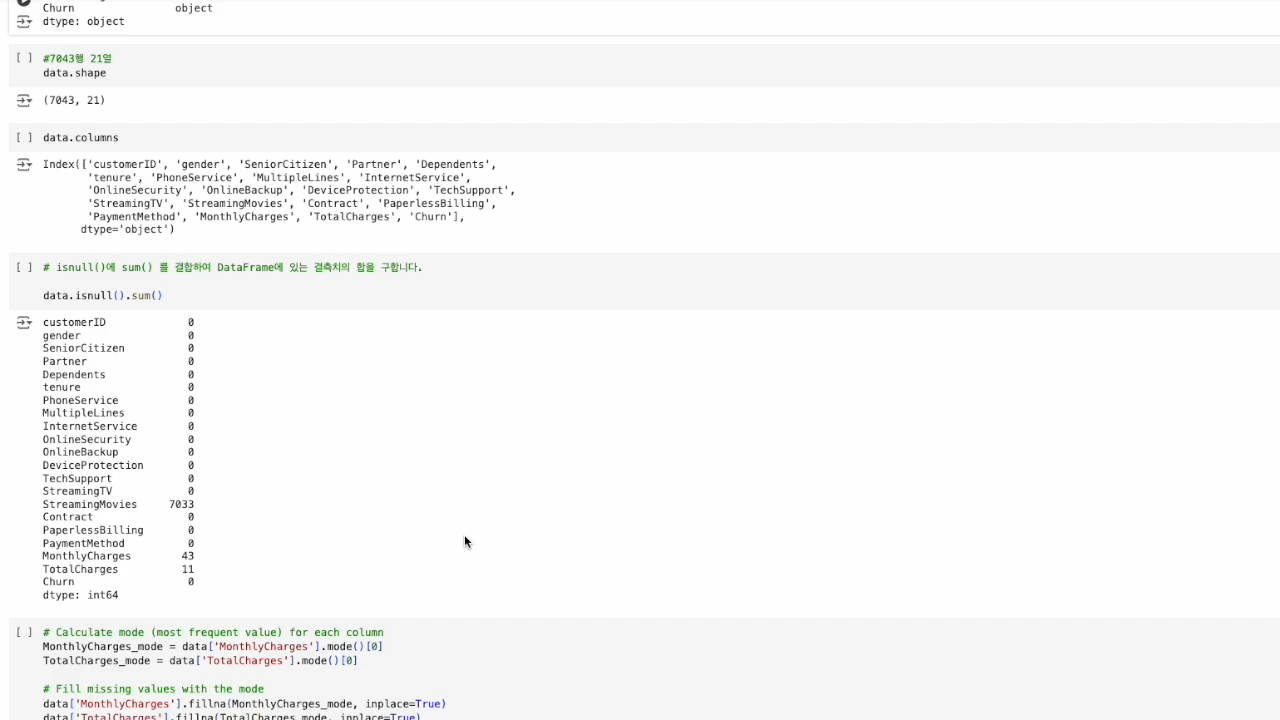 Churn object
dtype: object
[ ] #7043행 21열
data.shape
(7043, 21)
[ ] data.columns
Index(['customerID', 'gender', 'SeniorCitizen', 'Partner', 'Dependents',
'tenure', 'PhoneService', 'MultipleLines', 'InternetService',
'OnlineSecurity', 'OnlineBackup', 'DeviceProtection', 'TechSupport',
'StreamingTV', 'StreamingMovies', 'Contract', 'PaperlessBilling',
'PaymentMethod', 'MonthlyCharges', 'TotalCharges', 'Churn'],
dtype='object')
[ ] # isnull()에 sum() 를 결합하여 DataFrame에 있는 결측치의 합을 구합니다.
data.isnull().sum()
customerID 0
gender 0
SeniorCitizen 0
Partner 0
Dependents 0
tenure 0
PhoneService 0
MultipleLines 0
InternetService 0
OnlineSecurity 0
OnlineBackup 0
DeviceProtection 0
TechSupport 0
StreamingTV 0
StreamingMovies 7033
Contract 0
PaperlessBilling 0
PaymentMethod 0
MonthlyCharges 43
TotalCharges 11
Churn 0
dtype: int64
[ ] # Calculate mode (most frequent value) for each column
MonthlyCharges_mode = data['MonthlyCharges'].mode()[0]
TotalCharges_mode = data['TotalCharges'].mode()[0]
# Fill missing values with the mode
data['MonthlyCharges'].fillna(MonthlyCharges_mode, inplace=True)
data['TotalCharges'].fillna(TotalCharges_mode, inplace=True)